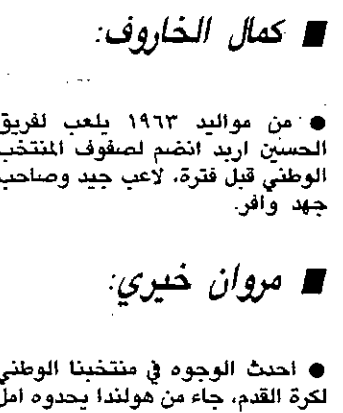 ■ كمال الخاروف:
● من مواليد ١٩٦٣ يلعب لفريق
الحسين اربد انضم لصفوف المنتخب
الوطني قبل فترة، لاعب جيد وصاحب
جهد وافر.
■ مروان خيري:
● احدث الوجوه في منتخبنا الوطني
لكرة القدم، جاء من هولندا يحدوه امل